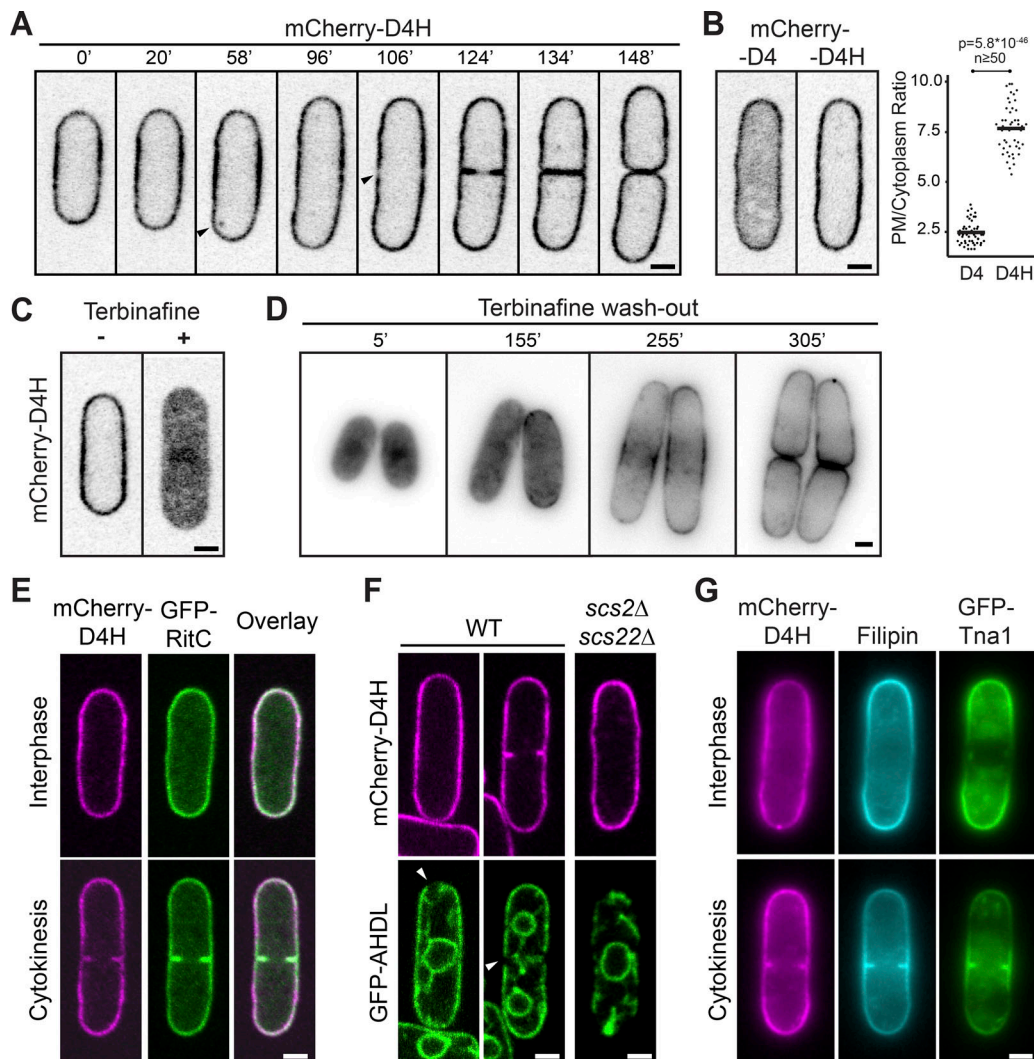 A
mCherry-D4H
0’ 20’ 58’ 96’ 106’ 124’ 134’ 148’
B
mCherry-
-D4 -D4H
p=5.8*10⁻⁴⁶
n≥50
PM/Cytoplasm Ratio
10.0
7.5
5.0
2.5
D4 D4H
C
Terbinafine
- +
mCherry-D4H
D
Terbinafine wash-out
5’ 155’ 255’ 305’
E
mCherry-
D4H
GFP-
RitC
Overlay
Interphase
Cytokinesis
F
WT
scs2Δ
scs22Δ
mCherry-D4H
GFP-AHDL
G
mCherry-
D4H
Filipin
GFP-
Tna1
Interphase
Cytokinesis